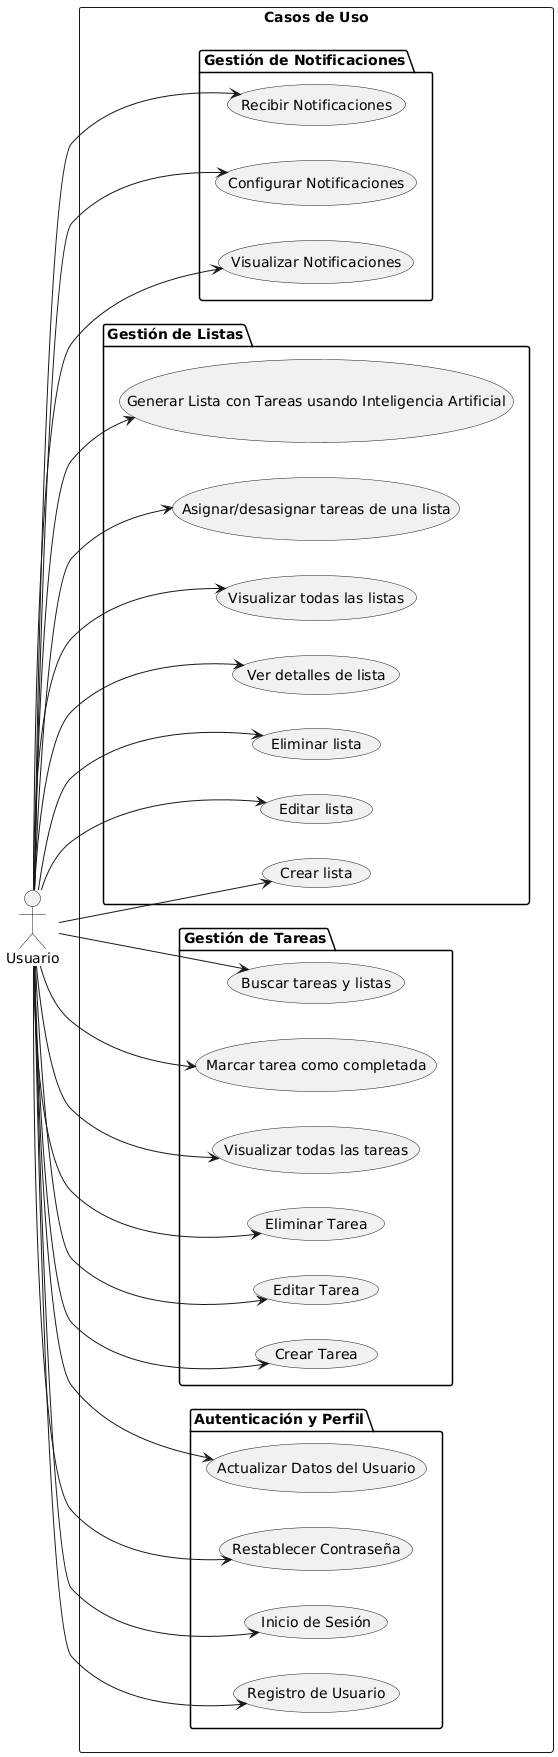 Casos de Uso
Gestión de Notificaciones
Recibir Notificaciones
Configurar Notificaciones
Visualizar Notificaciones
Gestión de Listas
Generar Lista con Tareas usando Inteligencia Artificial
Asignar/desasignar tareas de una lista
Visualizar todas las listas
Ver detalles de lista
Eliminar lista
Editar lista
Crear lista
Usuario
Gestión de Tareas
Buscar tareas y listas
Marcar tarea como completada
Visualizar todas las tareas
Eliminar Tarea
Editar Tarea
Crear Tarea
Autenticación y Perfil
Actualizar Datos del Usuario
Restablecer Contraseña
Inicio de Sesión
Registro de Usuario